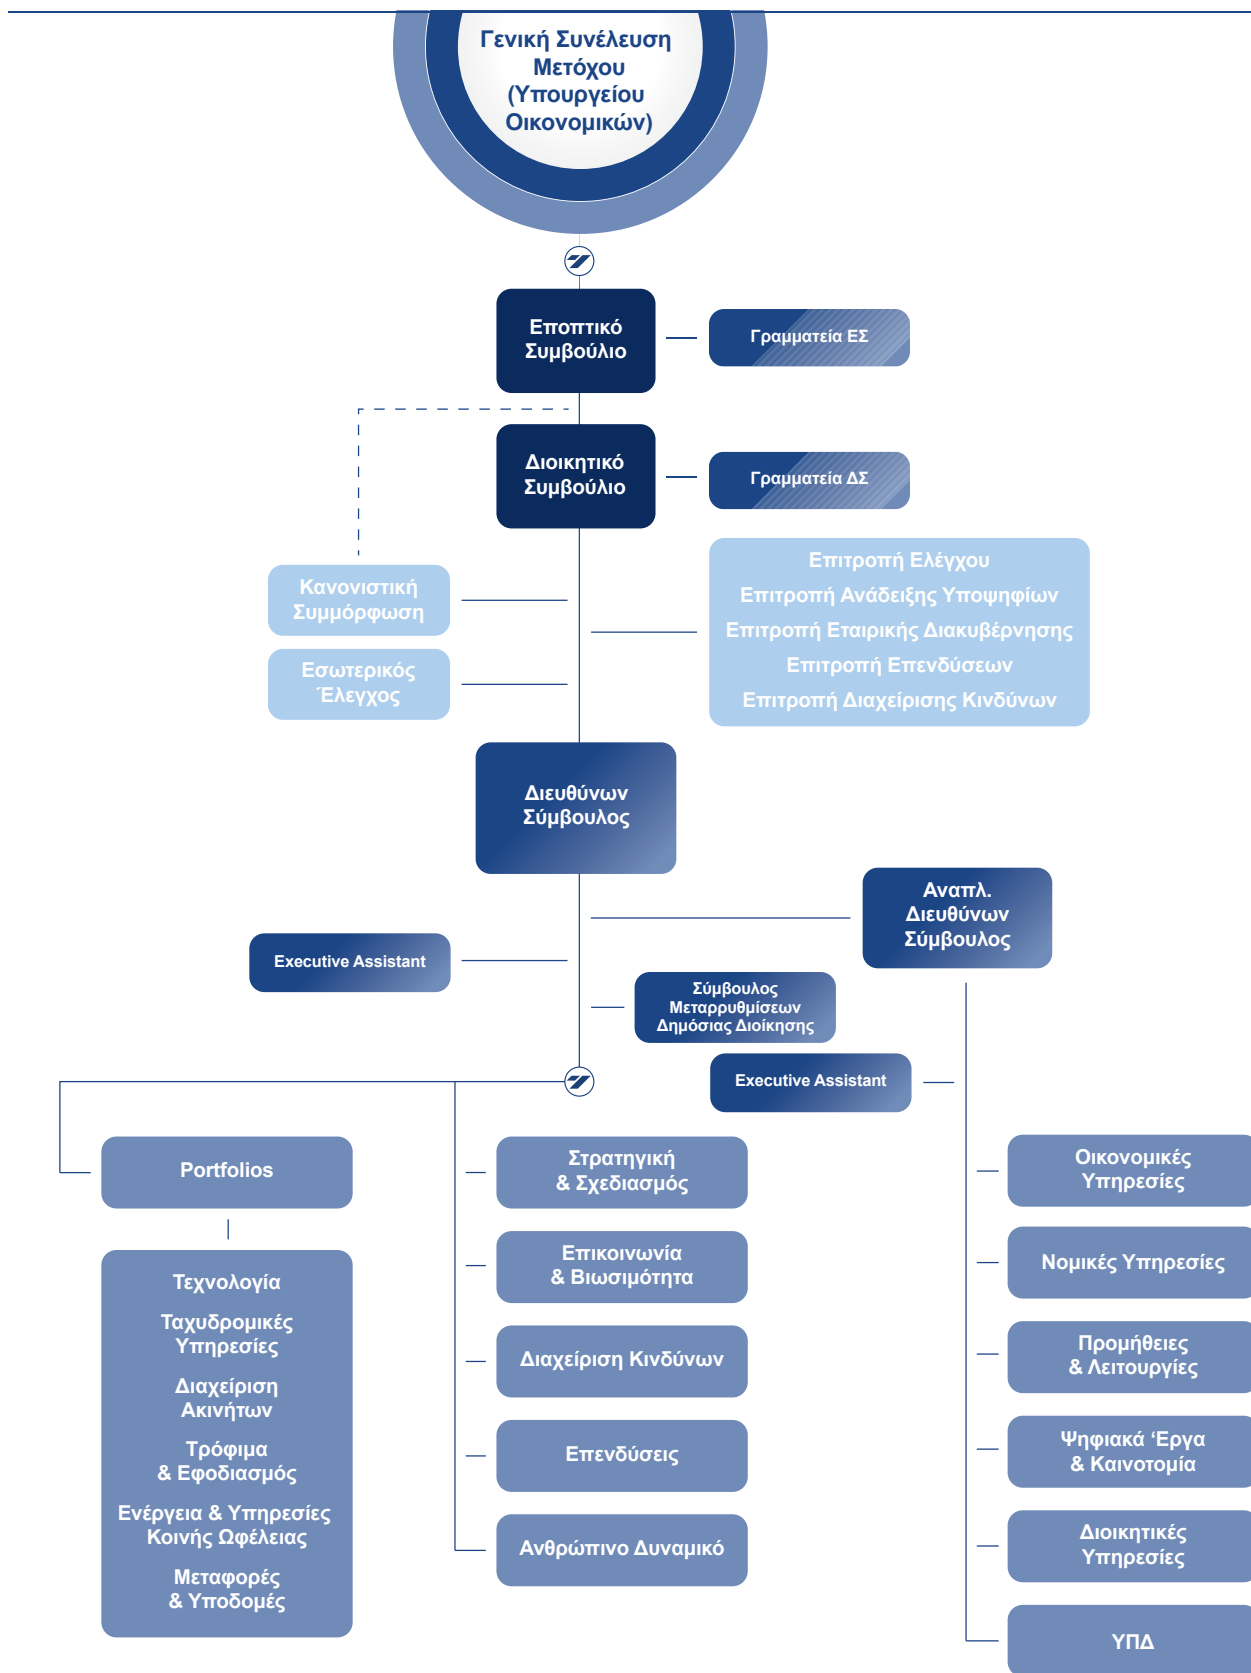 Γενική Συνέλευση
Μετόχου
(Υπουργείου
Οικονομικών)
Εποπτικό
Συμβούλιο
Γραμματεία ΕΣ
Διοικητικό
Συμβούλιο
Γραμματεία ΔΣ
Κανονιστική
Συμμόρφωση
Εσωτερικός
Έλεγχος
Επιτροπή Ελέγχου
Επιτροπή Ανάδειξης Υποψηφίων
Επιτροπή Εταιρικής Διακυβέρνησης
Επιτροπή Επενδύσεων
Επιτροπή Διαχείρισης Κινδύνων
Διευθύνων
Σύμβουλος
Αναπλ.
Διευθύνων
Σύμβουλος
Executive Assistant
Σύμβουλος
Μεταρρυθμίσεων
Δημόσιας Διοίκησης
Executive Assistant
Portfolios
Τεχνολογία
Ταχυδρομικές
Υπηρεσίες
Διαχείριση
Ακινήτων
Τρόφιμα
& Εφοδιασμός
Ενέργεια & Υπηρεσίες
Κοινής Ωφέλειας
Μεταφορές
& Υποδομές
Στρατηγική
& Σχεδιασμός
Επικοινωνία
& Βιωσιμότητα
Διαχείριση Κινδύνων
Επενδύσεις
Ανθρώπινο Δυναμικό
Οικονομικές
Υπηρεσίες
Νομικές Υπηρεσίες
Προμήθειες
& Λειτουργίες
Ψηφιακά ‘Εργα
& Καινοτομία
Διοικητικές
Υπηρεσίες
ΥΠΔ